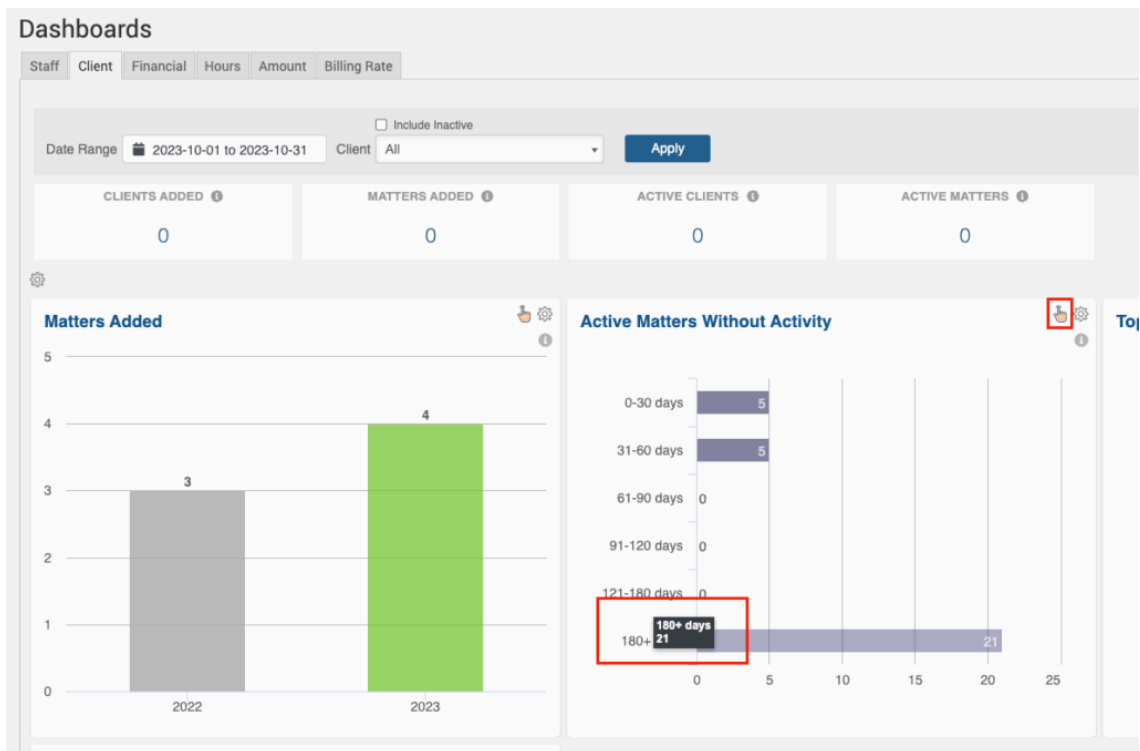 Dashboards
Staff Client Financial Hours Amount Billing Rate
Include Inactive
Date Range 2023-10-01 to 2023-10-31 Client All Apply
CLIENTS ADDED MATTERS ADDED ACTIVE CLIENTS ACTIVE MATTERS
0 0 0 0
Matters Added
5
4
3
2
1
0
4
3
2022 2023
Active Matters Without Activity
0-30 days 5
31-60 days 5
61-90 days 0
91-120 days 0
121-180 days 0
180+ 21
180+ days
21
0 5 10 15 20 25